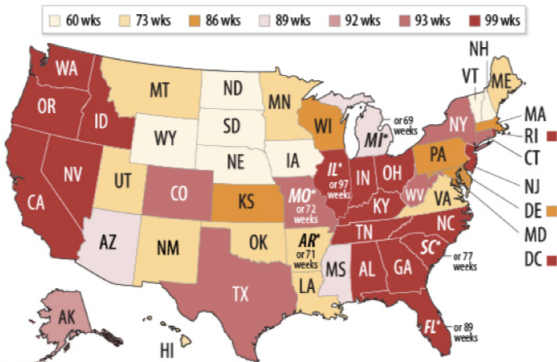 60 wks 73 wks 86 wks 89 wks 92 wks 93 wks 99 wks
NH
VT
ME
WA
MT
ND
MN
OR
ID
SD
WI
MI*
or 69
weeks
NY
MA
RI
CT
WY
NE
IA
PA
NJ
NV
UT
CO
KS
MO*
or 72
weeks
IL*
or 97
weeks
IN
OH
WV
VA
DE
MD
DC
CA
KY
AZ
NM
OK
AR*
or 71
weeks
TN
NC
SC*
or 77
weeks
TX
LA
MS
AL
GA
AK
HI
FL*
or 89
weeks